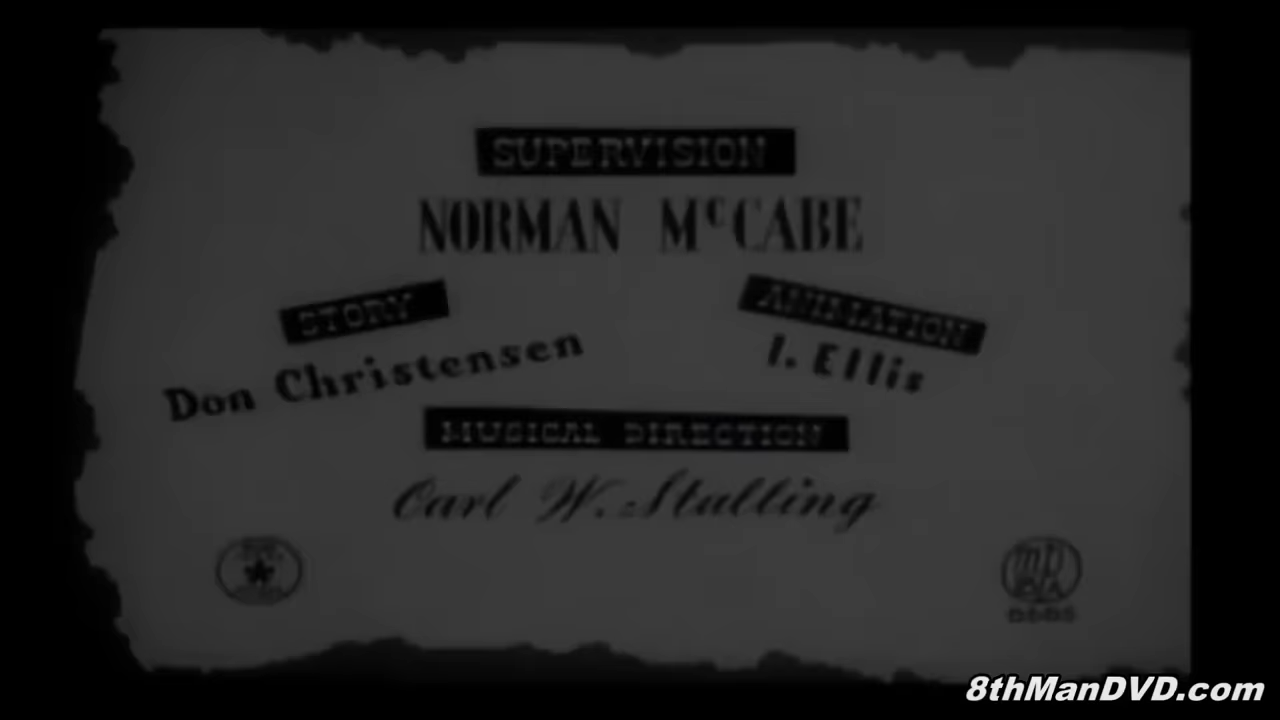 SUPERVISION
NORMAN McCABE
STORY
ANIMATION
Don Christensen
I. Ellis
MUSICAL DIRECTION
Carl W. Stalling
8thManDVD.com